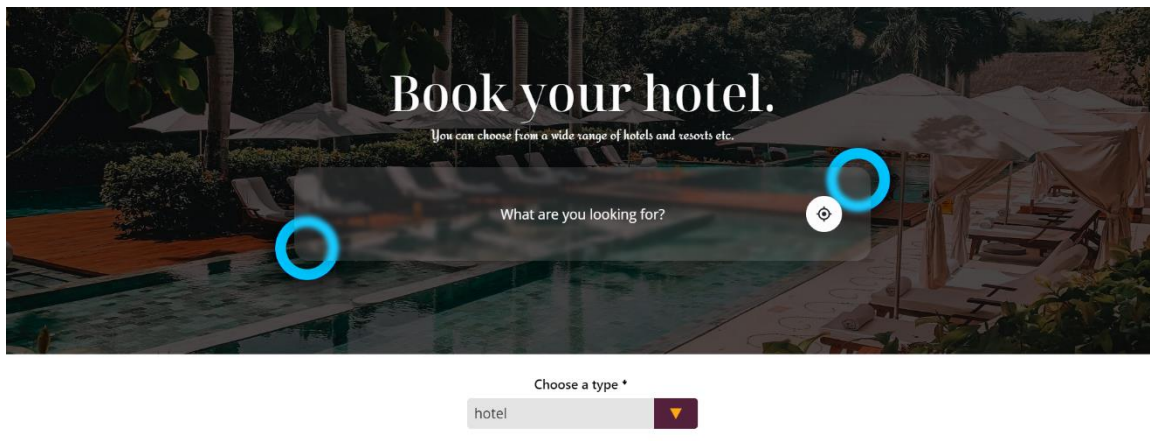 Book your hotel.
You can choose from a wide range of hotels and resorts etc.
What are you looking for?
Choose a type *
hotel